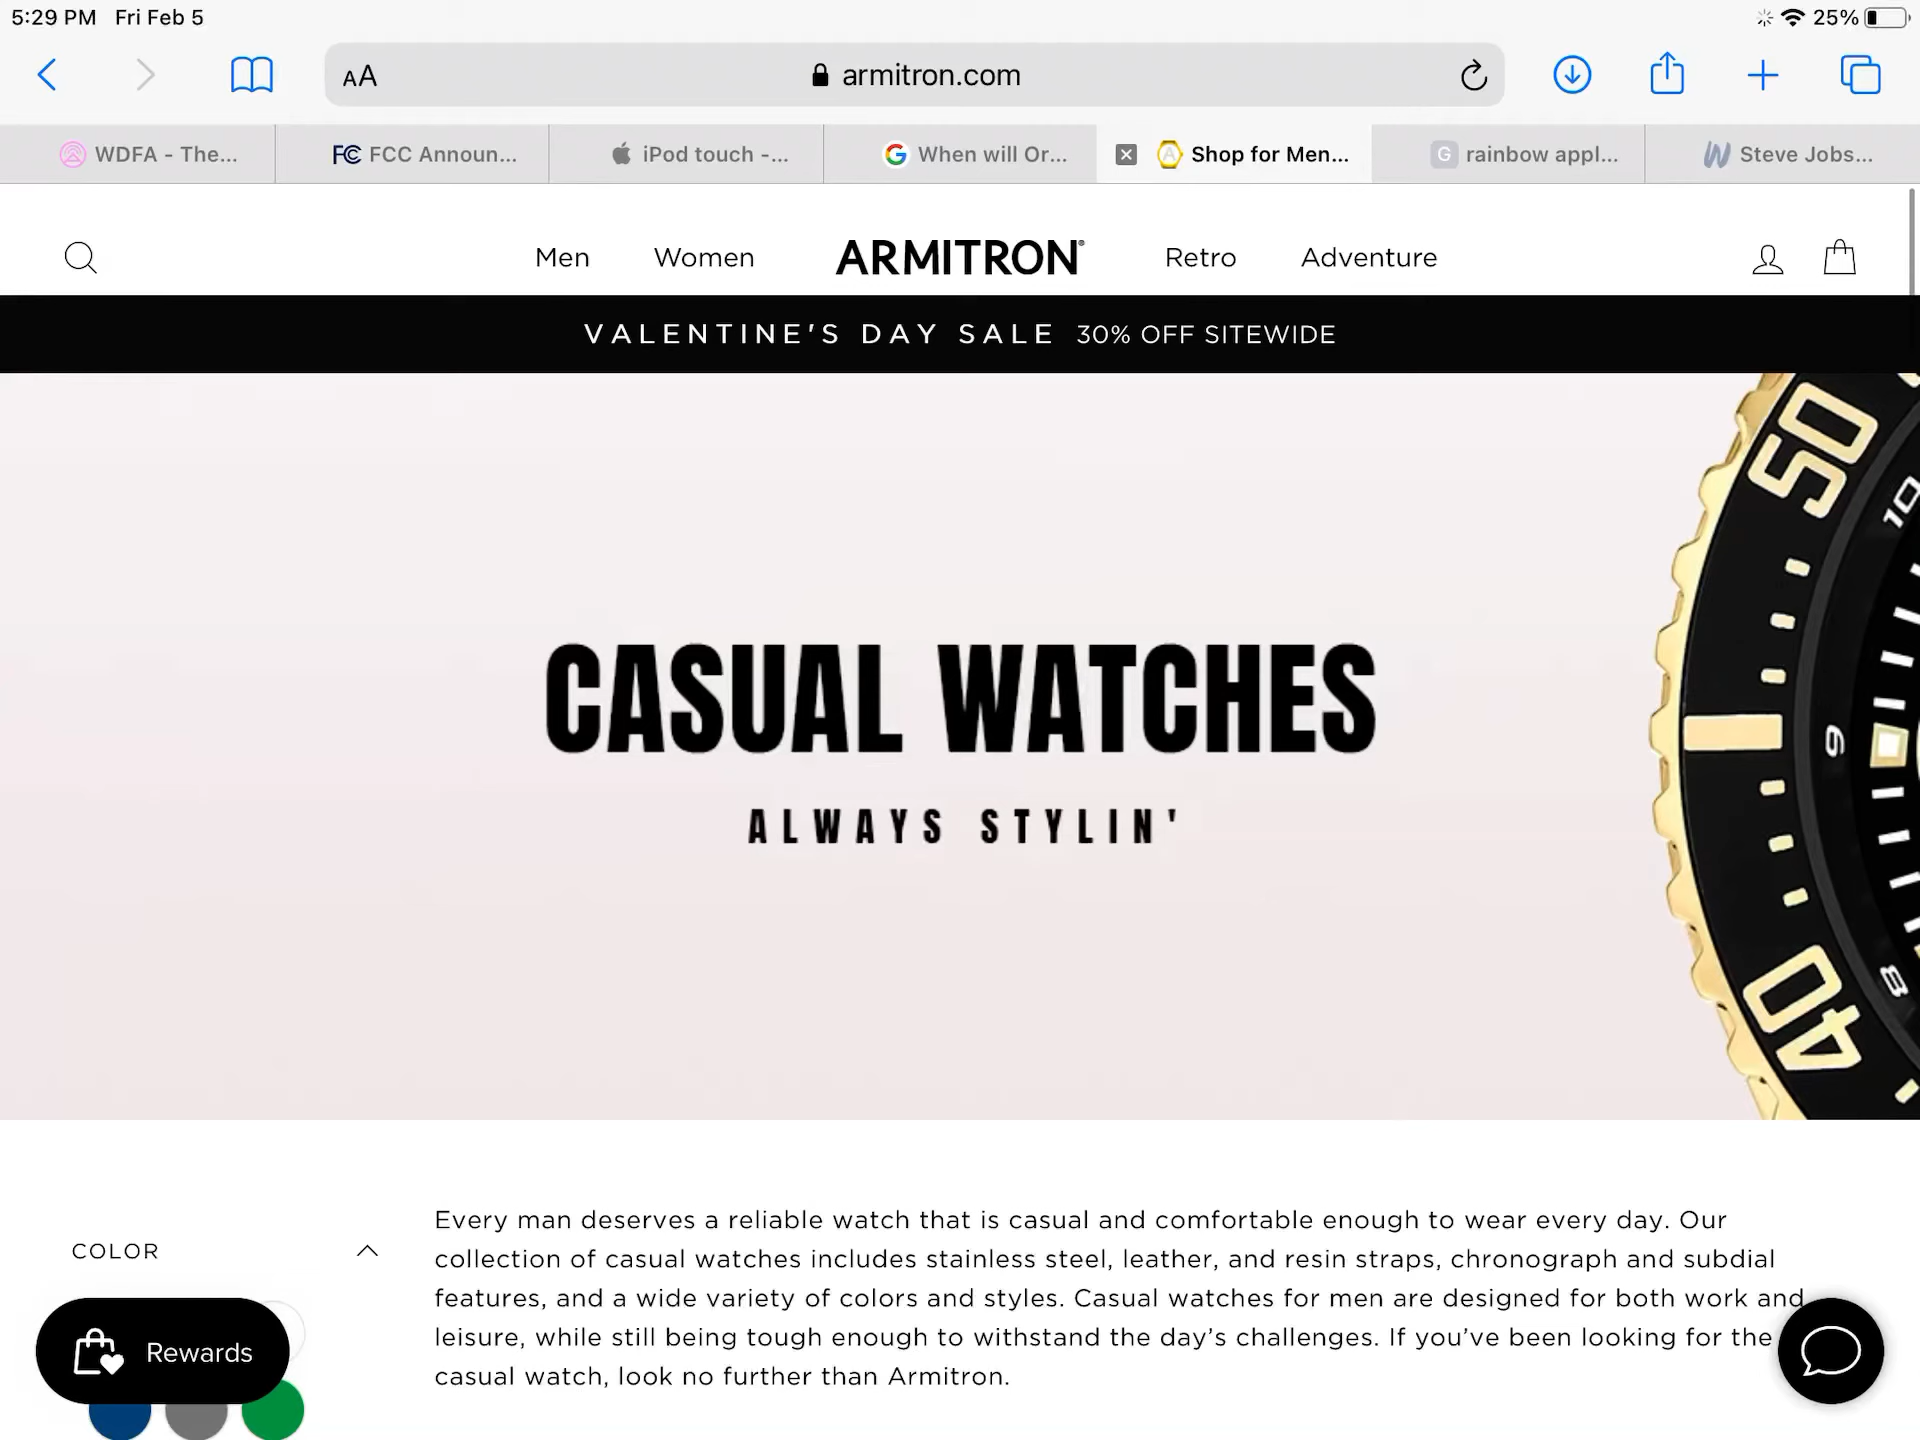 5:29 PM Fri Feb 5 25%
AA armitron.com
WDFA - The... FCC Announ... iPod touch -... When will Or... Shop for Men... rainbow appl... Steve Jobs...
Men Women ARMITRON® Retro Adventure
VALENTINE'S DAY SALE 30% OFF SITEWIDE
50
10
CASUAL WATCHES
9
ALWAYS STYLIN'
8
40
Every man deserves a reliable watch that is casual and comfortable enough to wear every day. Our
COLOR
collection of casual watches includes stainless steel, leather, and resin straps, chronograph and subdial
features, and a wide variety of colors and styles. Casual watches for men are designed for both work and
leisure, while still being tough enough to withstand the day's challenges. If you've been looking for the
Rewards
casual watch, look no further than Armitron.